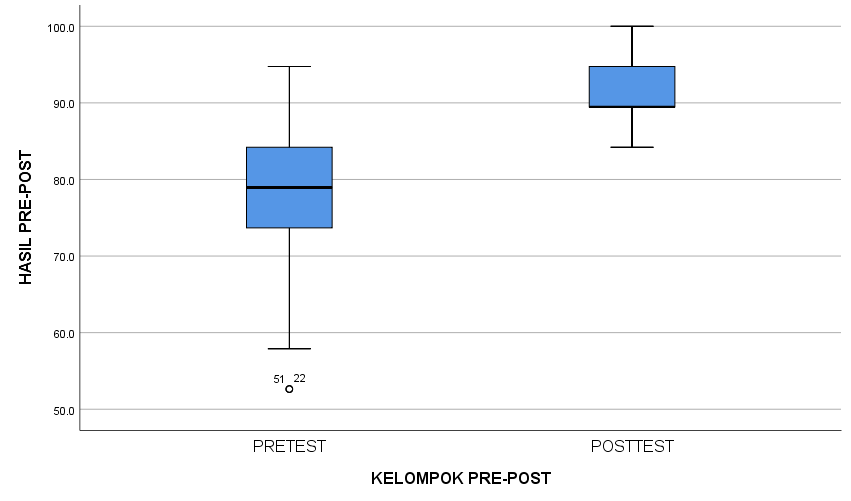 HASIL PRE-POST
100.0
90.0
80.0
70.0
60.0
50.0
51 22
PRETEST POSTTEST
KELOMPOK PRE-POST